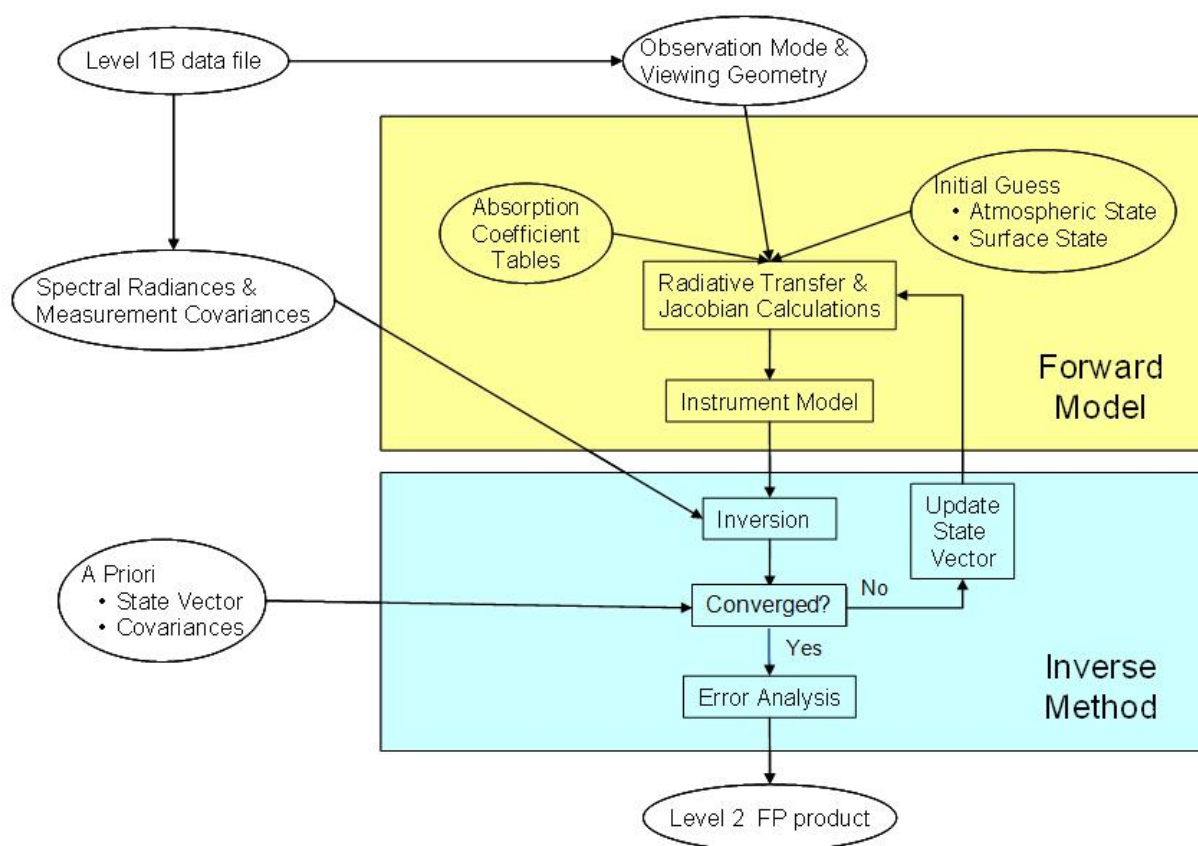 Level 1B data file
Observation Mode &
Viewing Geometry
Absorption
Coefficient
Tables
Initial Guess
• Atmospheric State
• Surface State
Spectral Radiances &
Measurement Covariances
Radiative Transfer &
Jacobian Calculations
Instrument Model
Forward
Model
Inversion
Update
State
Vector
A Priori
• State Vector
• Covariances
Converged?
No
Yes
Error Analysis
Inverse
Method
Level 2 FP product